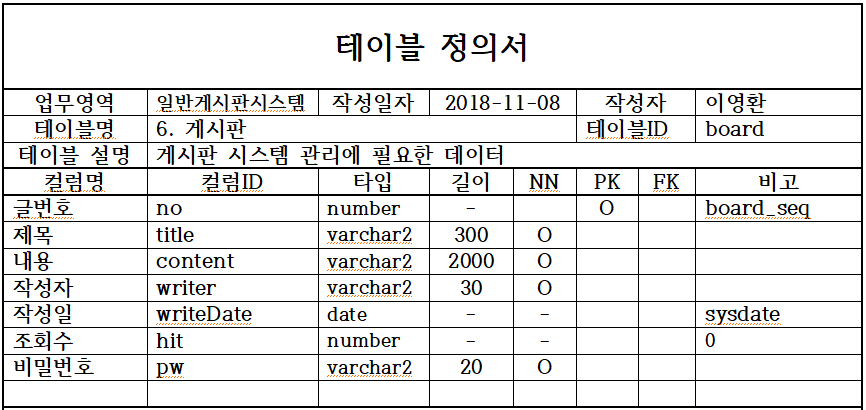 테이블 정의서
업무영역 일반게시판시스템 작성일자 2018-11-08 작성자 이영환
테이블명 6. 게시판 테이블ID board
테이블 설명 게시판 시스템 관리에 필요한 데이터
컬럼명 컬럼ID 타입 길이 NN PK FK 비고
글번호 no number - O board_seq
제목 title varchar2 300 O
내용 content varchar2 2000 O
작성자 writer varchar2 30 O
작성일 writeDate date - - sysdate
조회수 hit number - - 0
비밀번호 pw varchar2 20 O